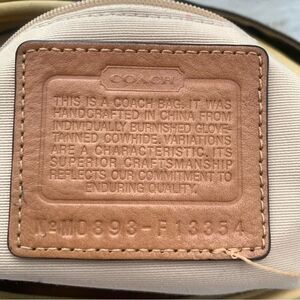 COACH
THIS IS A COACH BAG. IT WAS
HANDCRAFTED IN CHINA FROM
INDIVIDUALLY BURNISHED GLOVE-
TANNED COWHIDE. VARIATIONS
ARE A CHARACTERISTIC. ITS
SUPERIOR CRAFTSMANSHIP
REFLECTS OUR COMMITMENT TO
ENDURING QUALITY.
Nº M0893-F13354